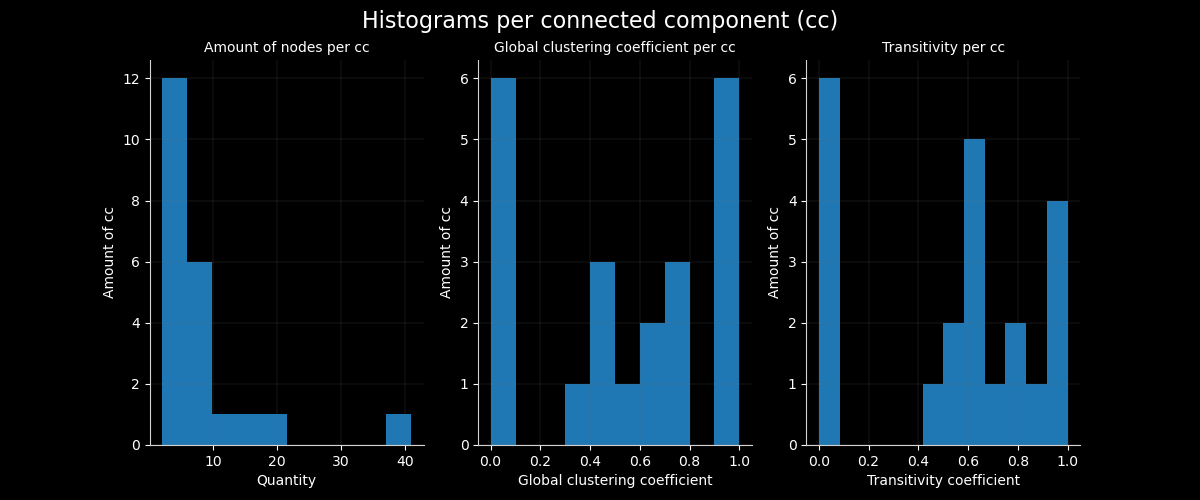 Histograms per connected component (cc)
Amount of nodes per cc
Amount of cc
12
10
8
6
4
2
0
10 20 30 40
Quantity
Global clustering coefficient per cc
Amount of cc
6
5
4
3
2
1
0
0.0 0.2 0.4 0.6 0.8 1.0
Global clustering coefficient
Transitivity per cc
Amount of cc
6
5
4
3
2
1
0
0.0 0.2 0.4 0.6 0.8 1.0
Transitivity coefficient